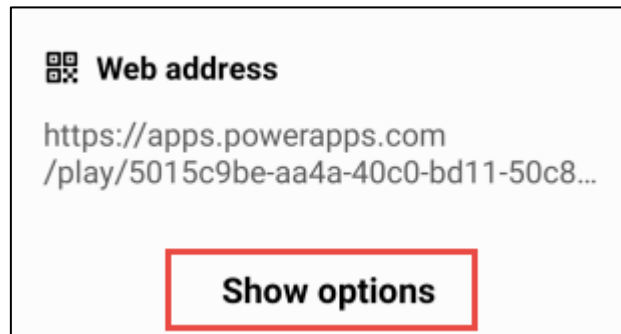 Web address
https://apps.powerapps.com
/play/5015c9be-aa4a-40c0-bd11-50c8...
Show options